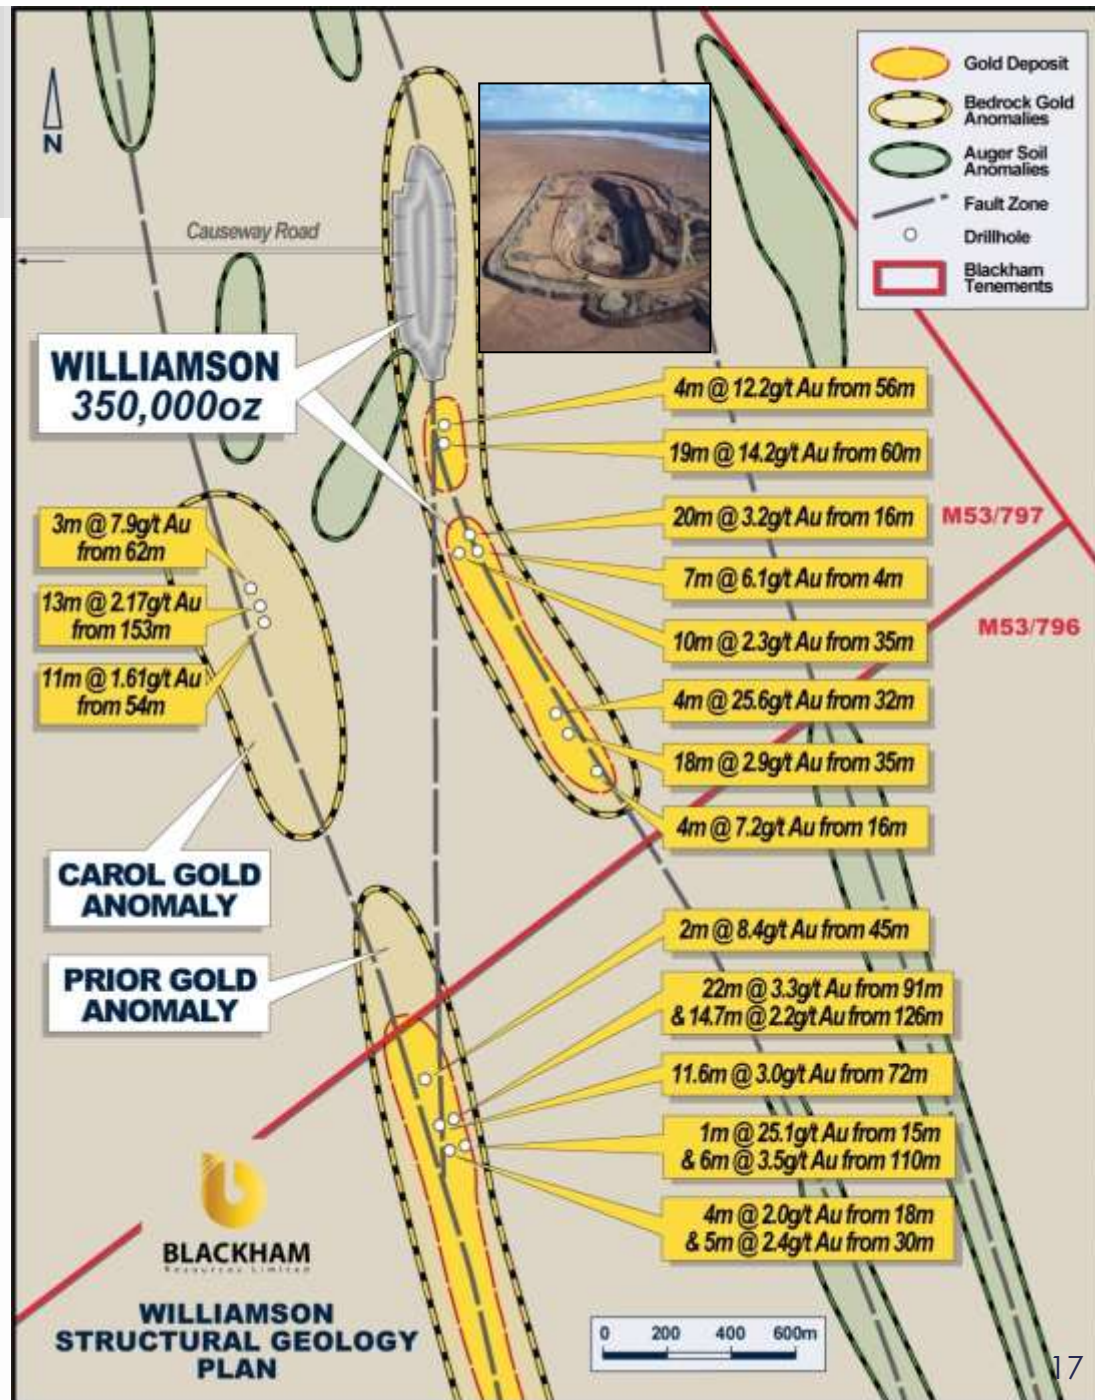 Gold Deposit
Bedrock Gold
Anomalies
Auger Soil
Anomalies
Fault Zone
Drillhole
Blackham
Tenements
N
Causeway Road
WILLIAMSON
350,000oz
4m @ 12.2g/t Au from 56m
19m @ 14.2g/t Au from 60m
20m @ 3.2g/t Au from 16m
M53/797
7m @ 6.1g/t Au from 4m
M53/796
10m @ 2.3g/t Au from 35m
4m @ 25.6g/t Au from 32m
18m @ 2.9g/t Au from 35m
4m @ 7.2g/t Au from 16m
3m @ 7.9g/t Au
from 62m
13m @ 2.17g/t Au
from 153m
11m @ 1.61g/t Au
from 54m
CAROL GOLD
ANOMALY
PRIOR GOLD
ANOMALY
2m @ 8.4g/t Au from 45m
22m @ 3.3g/t Au from 91m
& 14.7m @ 2.2g/t Au from 126m
11.6m @ 3.0g/t Au from 72m
1m @ 25.1g/t Au from 15m
& 6m @ 3.5g/t Au from 110m
4m @ 2.0g/t Au from 18m
& 5m @ 2.4g/t Au from 30m
BLACKHAM
Resources Limited
WILLIAMSON
STRUCTURAL GEOLOGY
PLAN
0 200 400 600m
17